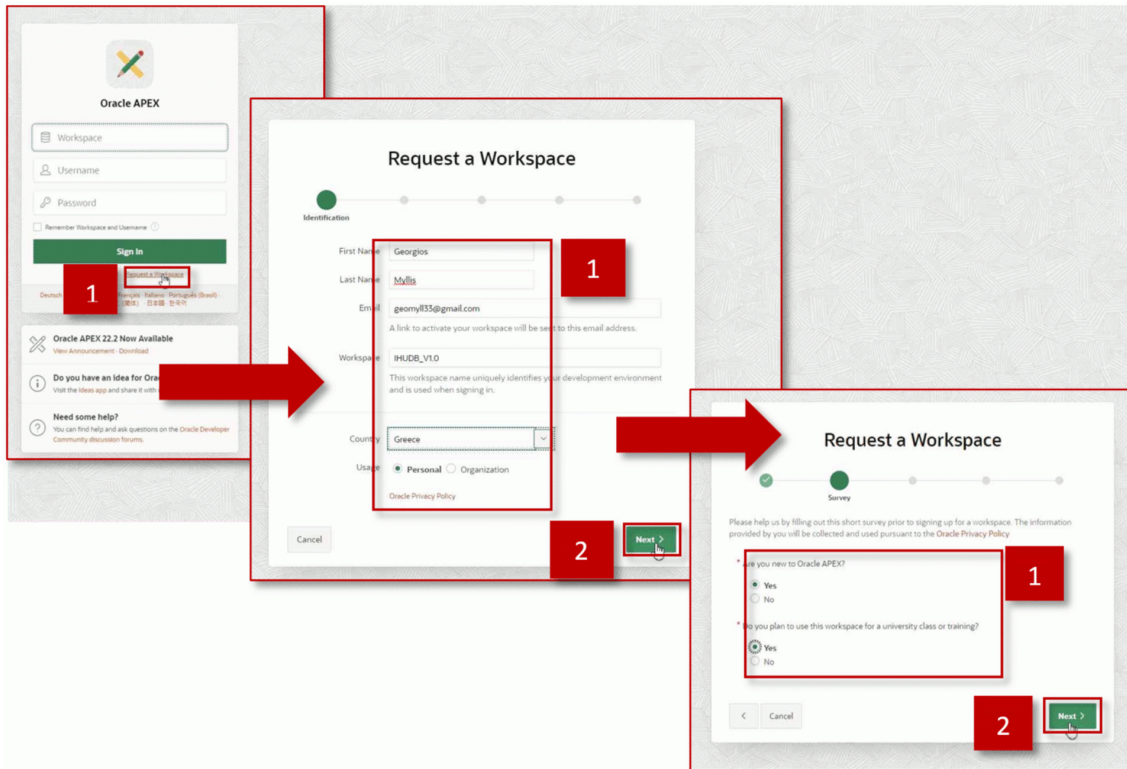 Oracle APEX
Workspace
Username
Password
Remember Workspace and Username
Sign In
1
Request a Workspace
Deutsch
Français · Italiano · Português (Brasil) ·
· 日本語 · 한국어
Oracle APEX 22.2 Now Available
View Announcement · Download
Do you have an idea for
Visit the Ideas app and share it with
Need some help?
You can find help and ask questions on the Oracle Developer
Community discussion forums.
Request a Workspace
Identification
First Name Georgios
1
Last Name Myllis
Email geomyll33@gmail.com
A link to activate your workspace will be sent to this email address.
Workspace IHUDB_V1.0
This workspace name uniquely identifies your development environment
and is used when signing in.
Country Greece
Usage Personal Organization
Oracle Privacy Policy
Cancel
2
Next >
Request a Workspace
Survey
Please help us by filling out this short survey prior to signing up for a workspace. The information
provided by you will be collected and used pursuant to the Oracle Privacy Policy
* Are you new to Oracle APEX?
1
Yes
No
* Do you plan to use this workspace for a university class or training?
Yes
No
< Cancel
2
Next >